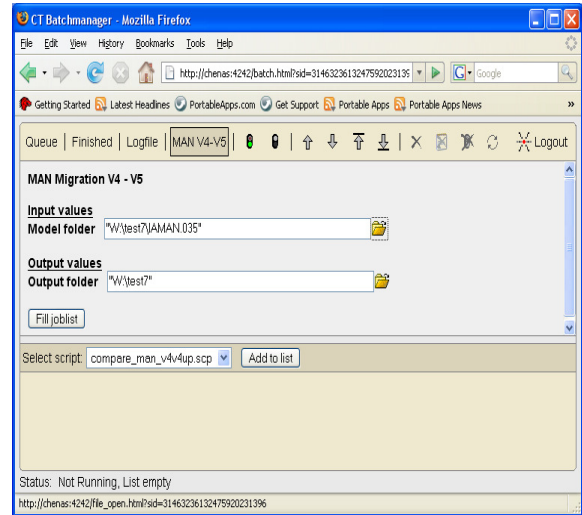 CT Batchmanager - Mozilla Firefox
File Edit View History Bookmarks Tools Help
http://chenas:4242/batch.html?sid=3146323613247592023139 Google
Getting Started Latest Headlines PortableApps.com Get Support Portable Apps Portable Apps News »
Queue | Finished | Logfile | MAN V4-V5 | Logout
MAN Migration V4 - V5
Input values
Model folder "W:\test7\IAMAN.035"
Output values
Output folder "W:\test7"
Fill joblist
Select script: compare_man_v4v4up.scp Add to list
Status: Not Running, List empty
http://chenas:4242/file_open.html?sid=31463236132475920231396